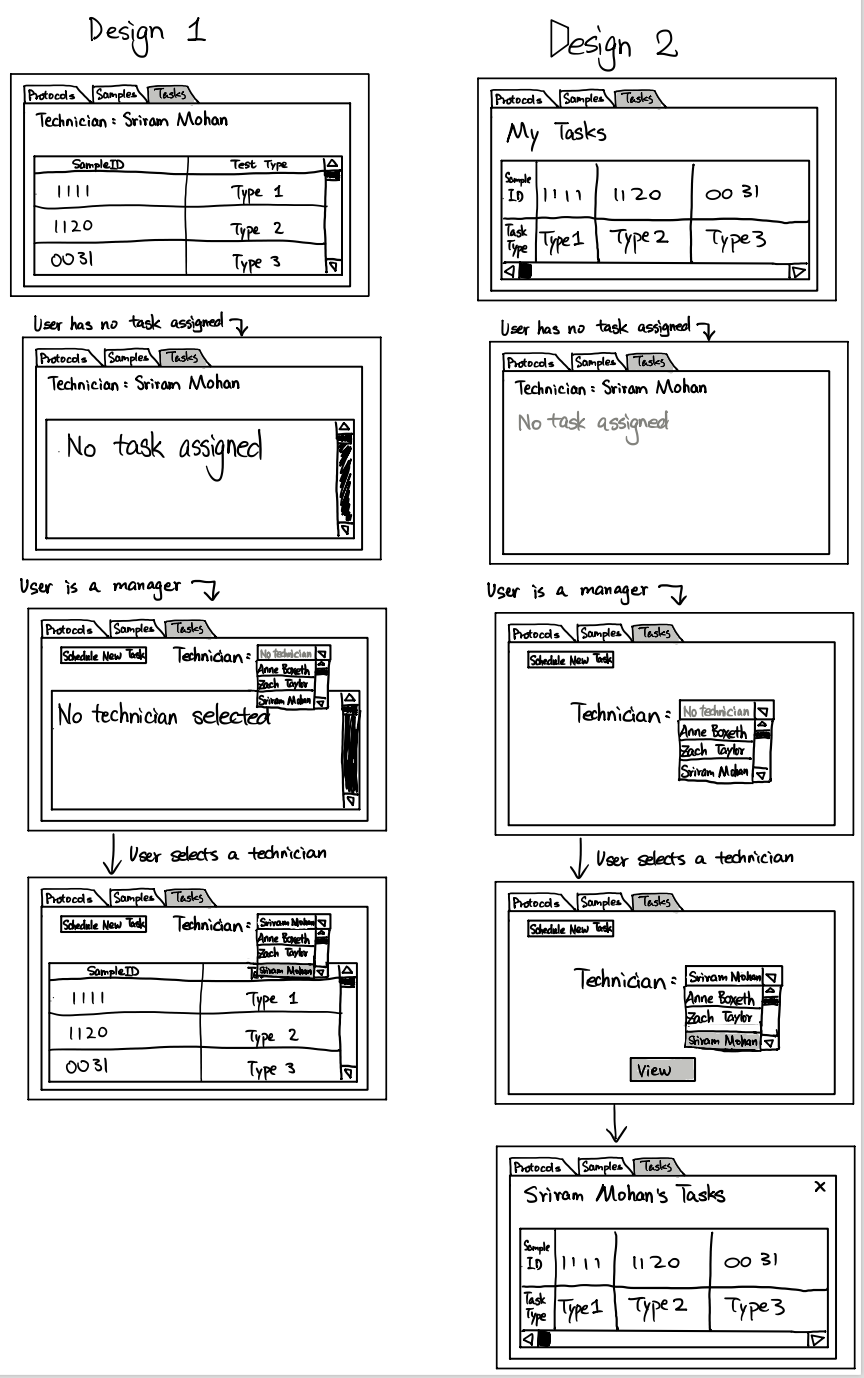 Design 1
Protocols Samples Tasks
Technician : Sriram Mohan
SampleID Test Type
1111 Type 1
1120 Type 2
0031 Type 3
User has no task assigned
Protocols Samples Tasks
Technician : Sriram Mohan
No task assigned
User is a manager
Protocols Samples Tasks
Schedule New Task Technician : No technician
Anne Boxeth
Zach Taylor
Sriram Mohan
No technician selected
User selects a technician
Protocols Samples Tasks
Schedule New Task Technician : Sriram Mohan
Anne Boxeth
Zach Taylor
Sriram Mohan
SampleID Te
1111 Type 1
1120 Type 2
0031 Type 3
Design 2
Protocols Samples Tasks
My Tasks
Sample ID 1111 1120 0031
Task Type Type1 Type 2 Type3
User has no task assigned
Protocols Samples Tasks
Technician : Sriram Mohan
No task assigned
User is a manager
Protocols Samples Tasks
Schedule New Task
Technician : No technician
Anne Boxeth
Zach Taylor
Sriram Mohan
User selects a technician
Protocols Samples Tasks
Schedule New Task
Technician : Sriram Mohan
Anne Boxeth
Zach Taylor
Sriram Mohan
View
Protocols Samples Tasks
Sriram Mohan's Tasks ×
Sample ID 1111 1120 0031
Task Type Type1 Type 2 Type3